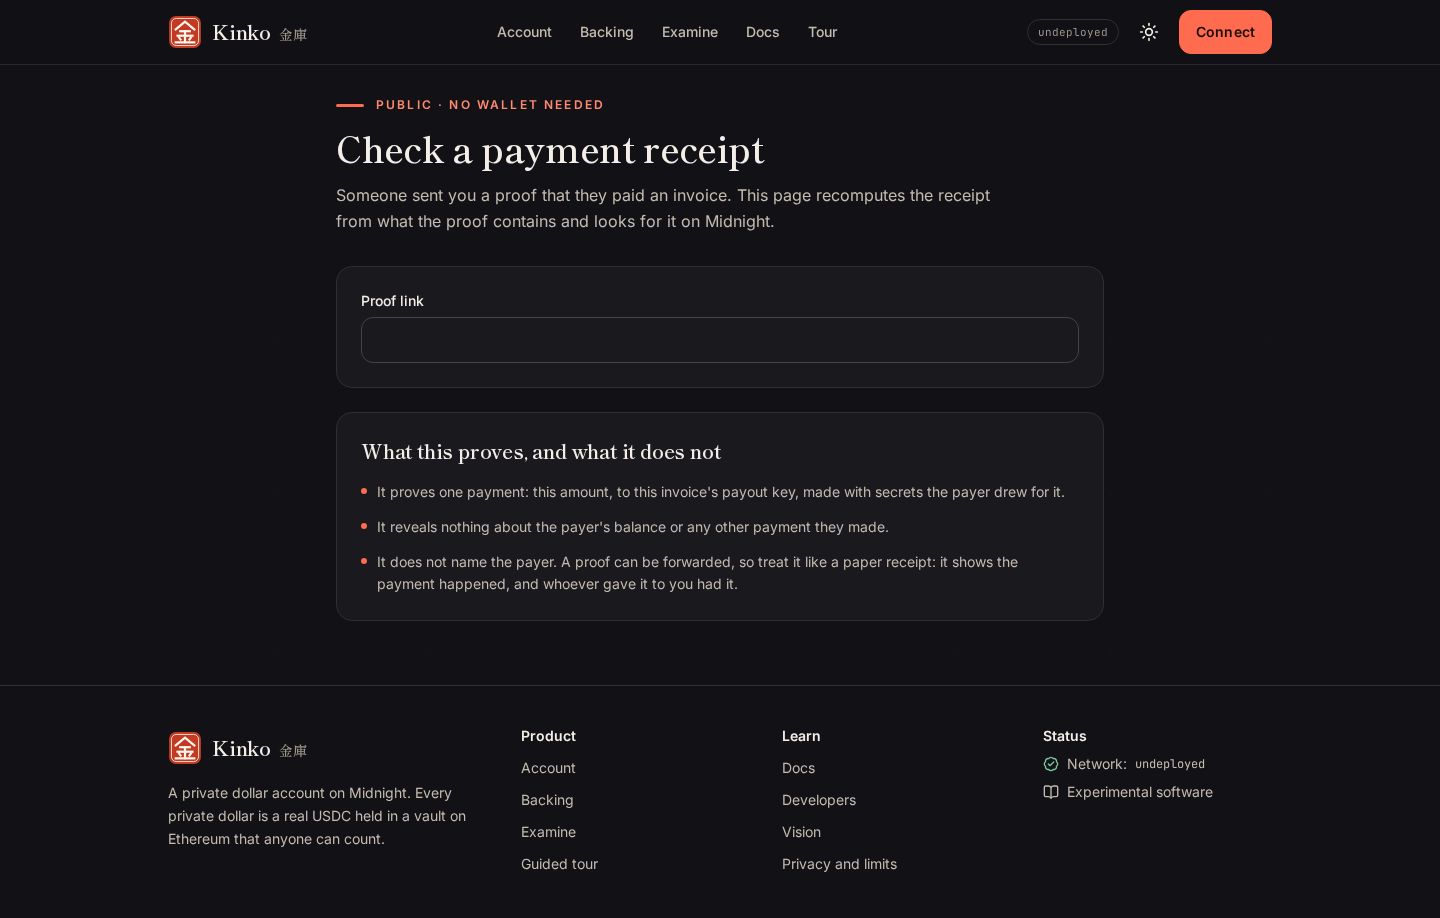 金 Kinko 金庫
Account
Backing
Examine
Docs
Tour
undeployed
Connect
PUBLIC · NO WALLET NEEDED
Check a payment receipt
Someone sent you a proof that they paid an invoice. This page recomputes the receipt
from what the proof contains and looks for it on Midnight.
Proof link
What this proves, and what it does not
It proves one payment: this amount, to this invoice's payout key, made with secrets the payer drew for it.
It reveals nothing about the payer's balance or any other payment they made.
It does not name the payer. A proof can be forwarded, so treat it like a paper receipt: it shows the
payment happened, and whoever gave it to you had it.
金 Kinko 金庫
A private dollar account on Midnight. Every
private dollar is a real USDC held in a vault on
Ethereum that anyone can count.
Product
Account
Backing
Examine
Guided tour
Learn
Docs
Developers
Vision
Privacy and limits
Status
Network: undeployed
Experimental software